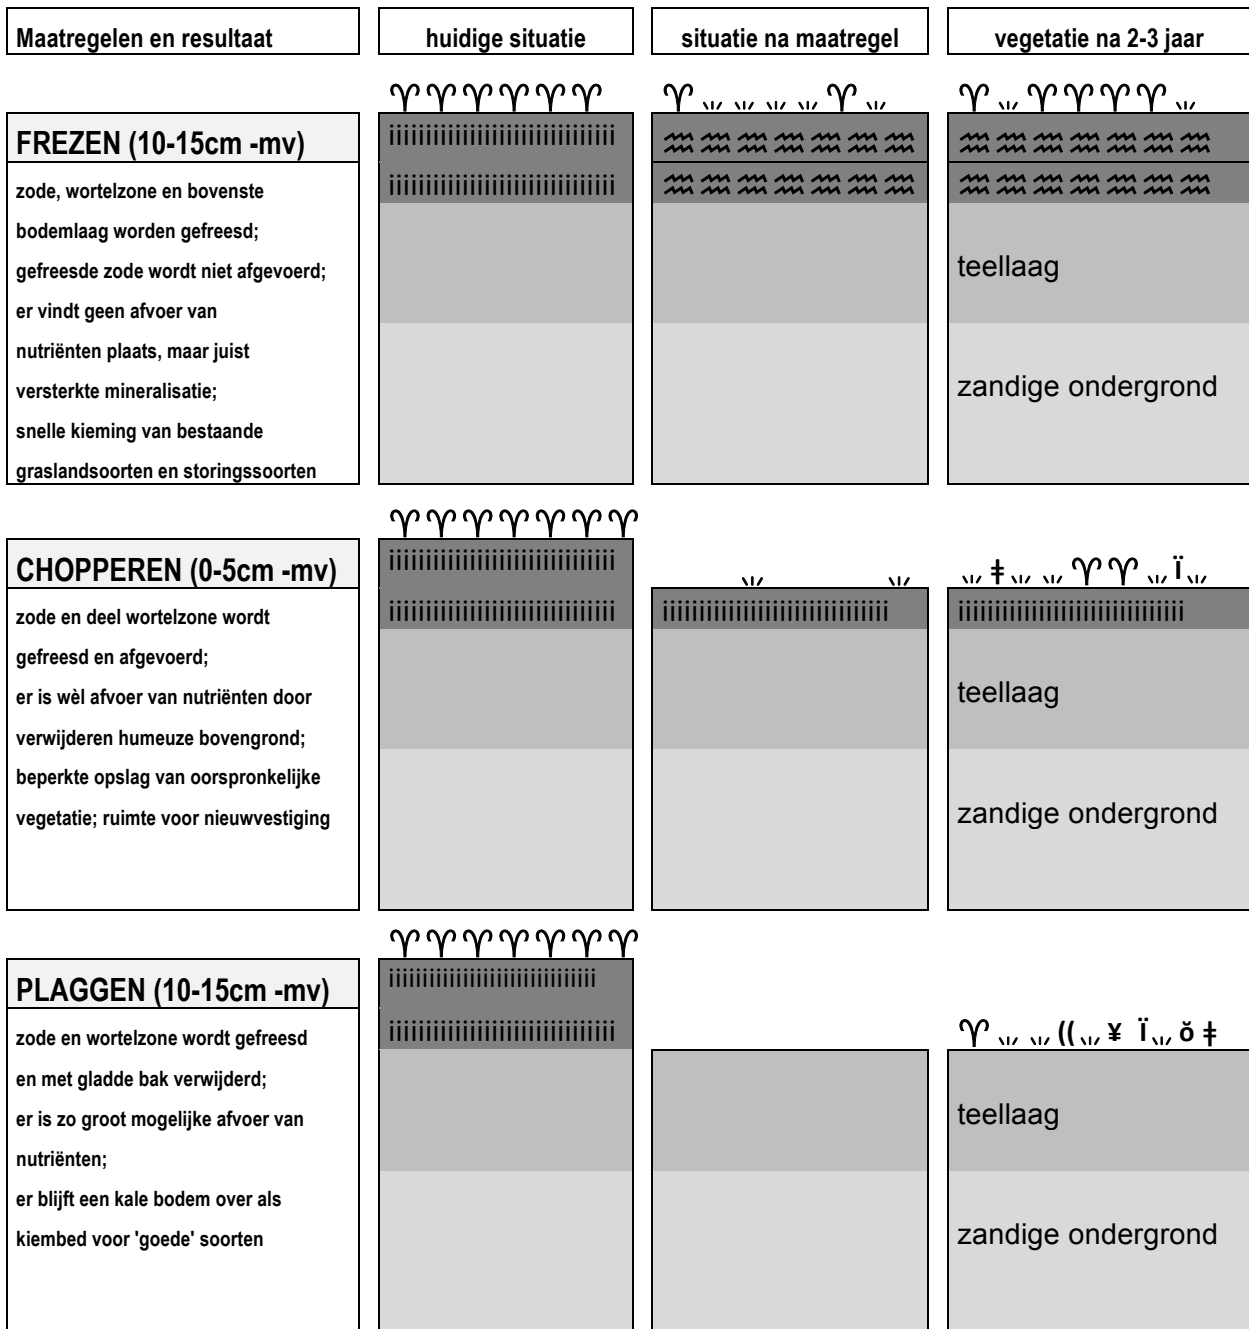 Maatregelen en resultaat
huidige situatie
situatie na maatregel
vegetatie na 2-3 jaar
FREZEN (10-15cm -mv)
zode, wortelzone en bovenste
bodemlaag worden gefreesd;
gefreesde zode wordt niet afgevoerd;
er vindt geen afvoer van
nutriënten plaats, maar juist
versterkte mineralisatie;
snelle kieming van bestaande
graslandsoorten en storingssoorten
teellaag
zandige ondergrond
CHOPPEREN (0-5cm -mv)
zode en deel wortelzone wordt
gefreesd en afgevoerd;
er is wèl afvoer van nutriënten door
verwijderen humeuze bovengrond;
beperkte opslag van oorspronkelijke
vegetatie; ruimte voor nieuwvestiging
teellaag
zandige ondergrond
PLAGGEN (10-15cm -mv)
zode en wortelzone wordt gefreesd
en met gladde bak verwijderd;
er is zo groot mogelijke afvoer van
nutriënten;
er blijft een kale bodem over als
kiembed voor 'goede' soorten
teellaag
zandige ondergrond